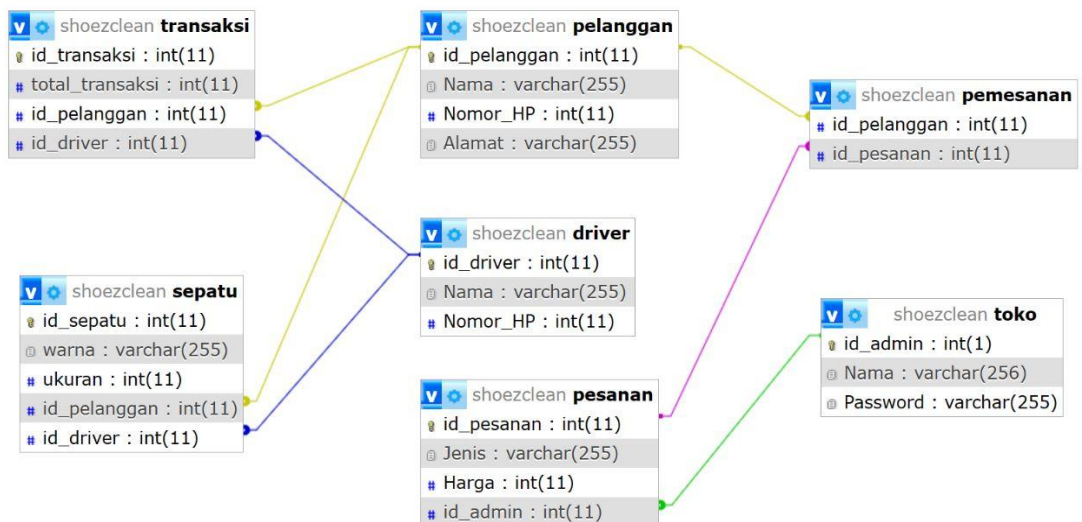 shoezclean transaksi
id_transaksi : int(11)
total_transaksi : int(11)
id_pelanggan : int(11)
id_driver : int(11)
shoezclean pelanggan
id_pelanggan : int(11)
Nama : varchar(255)
Nomor_HP : int(11)
Alamat : varchar(255)
shoezclean pemesanan
id_pelanggan : int(11)
id_pesanan : int(11)
shoezclean driver
id_driver : int(11)
Nama : varchar(255)
Nomor_HP : int(11)
shoezclean sepatu
id_sepatu : int(11)
warna : varchar(255)
ukuran : int(11)
id_pelanggan : int(11)
id_driver : int(11)
shoezclean toko
id_admin : int(1)
Nama : varchar(256)
Password : varchar(255)
shoezclean pesanan
id_pesanan : int(11)
Jenis : varchar(255)
Harga : int(11)
id_admin : int(11)